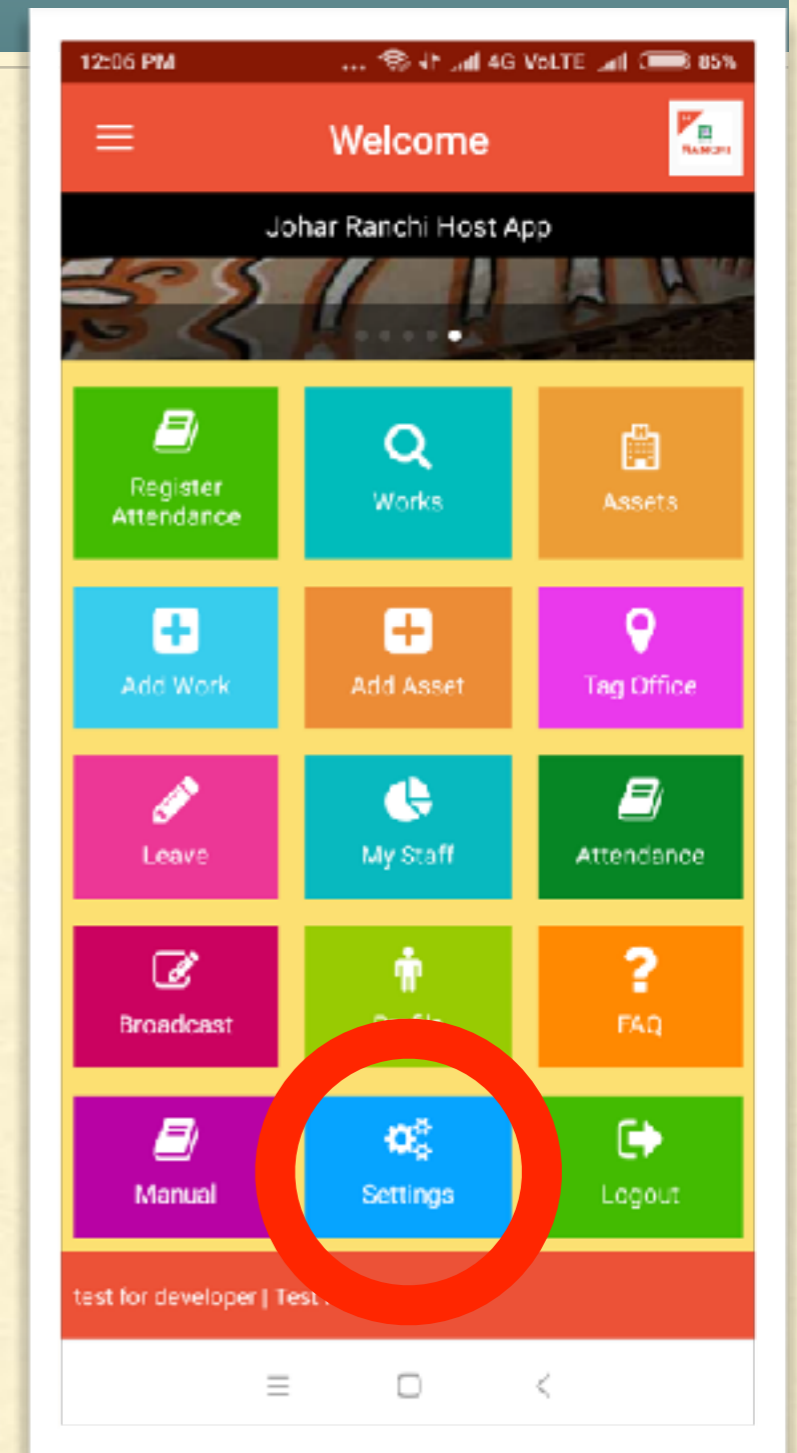 12:06 PM ... 4G VoLTE 85%
Welcome
RANCHI
Johar Ranchi Host App
Register Attendance
Works
Assets
Add Work
Add Asset
Tag Office
Leave
My Staff
Attendance
Broadcast
FAQ
Manual
Settings
Logout
test for developer |